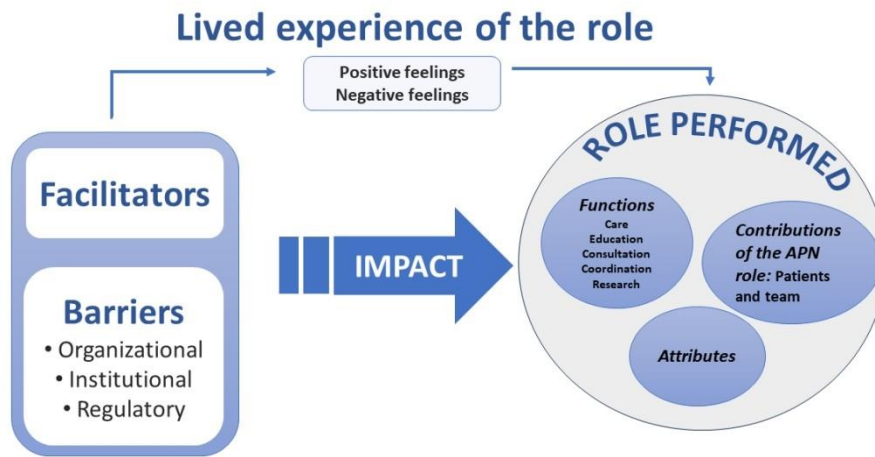 Lived experience of the role
Positive feelings
Negative feelings
Facilitators
Barriers
• Organizational
• Institutional
• Regulatory
IMPACT
ROLE PERFORMED
Functions
Care
Education
Consultation
Coordination
Research
Contributions
of the APN
role: Patients
and team
Attributes